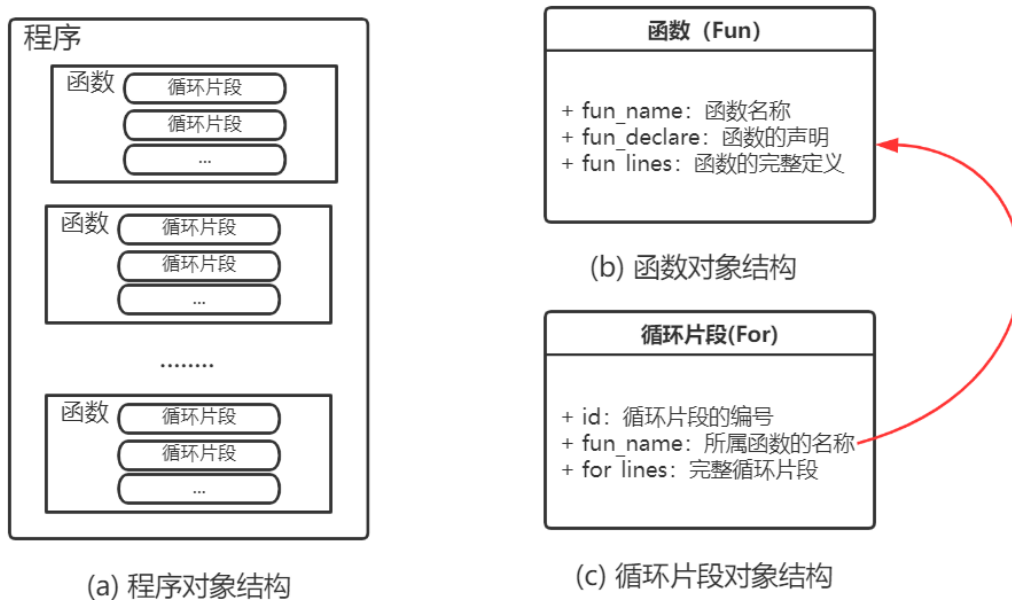 程序
函数
循环片段
循环片段
...
函数
循环片段
循环片段
...
........
函数
循环片段
循环片段
...
(a) 程序对象结构
函数（Fun）
+ fun_name：函数名称
+ fun_declare：函数的声明
+ fun_lines：函数的完整定义
(b) 函数对象结构
循环片段(For)
+ id：循环片段的编号
+ fun_name：所属函数的名称
+ for_lines：完整循环片段
(c) 循环片段对象结构